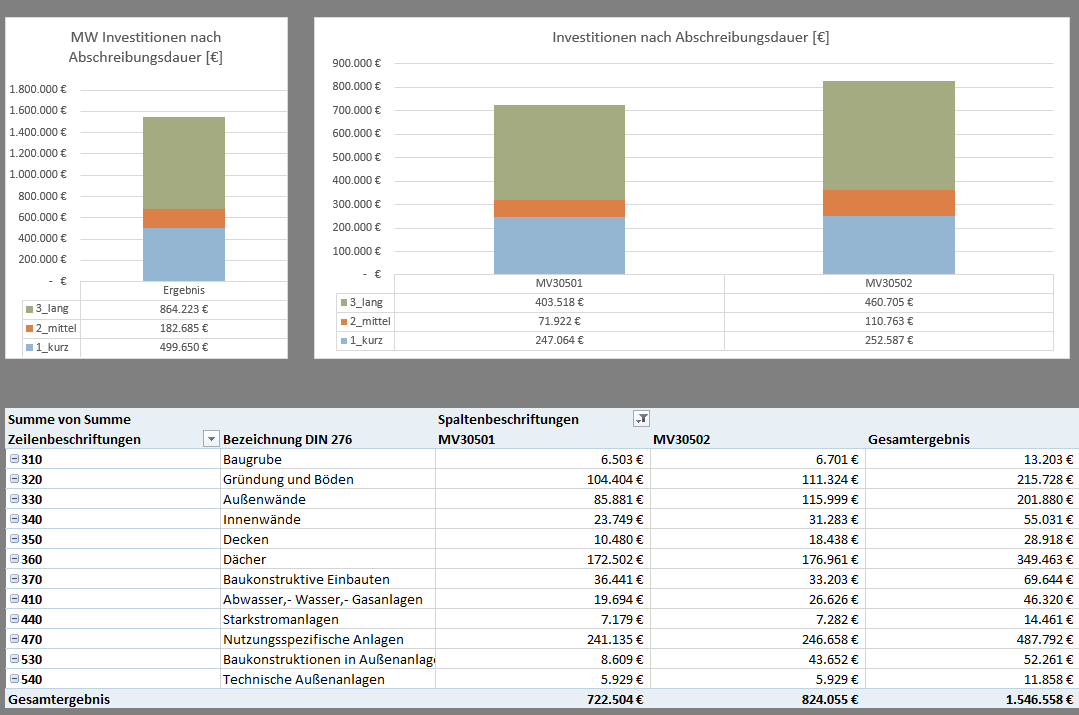 MW Investitionen nach
Abschreibungsdauer [€]
1.800.000 €
1.600.000 €
1.400.000 €
1.200.000 €
1.000.000 €
800.000 €
600.000 €
400.000 €
200.000 €
- €
Ergebnis
3_lang 864.223 €
2_mittel 182.685 €
1_kurz 499.650 €
Investitionen nach Abschreibungsdauer [€]
900.000 €
800.000 €
700.000 €
600.000 €
500.000 €
400.000 €
300.000 €
200.000 €
100.000 €
- €
MV30501 MV30502
3_lang 403.518 € 460.705 €
2_mittel 71.922 € 110.763 €
1_kurz 247.064 € 252.587 €
Summe von Summe Spaltenbeschriftungen
Zeilenbeschriftungen Bezeichnung DIN 276 MV30501 MV30502 Gesamtergebnis
310 Baugrube 6.503 € 6.701 € 13.203 €
320 Gründung und Böden 104.404 € 111.324 € 215.728 €
330 Außenwände 85.881 € 115.999 € 201.880 €
340 Innenwände 23.749 € 31.283 € 55.031 €
350 Decken 10.480 € 18.438 € 28.918 €
360 Dächer 172.502 € 176.961 € 349.463 €
370 Baukonstruktive Einbauten 36.441 € 33.203 € 69.644 €
410 Abwasser,- Wasser,- Gasanlagen 19.694 € 26.626 € 46.320 €
440 Starkstromanlagen 7.179 € 7.282 € 14.461 €
470 Nutzungsspezifische Anlagen 241.135 € 246.658 € 487.792 €
530 Baukonstruktionen in Außenanlage 8.609 € 43.652 € 52.261 €
540 Technische Außenanlagen 5.929 € 5.929 € 11.858 €
Gesamtergebnis 722.504 € 824.055 € 1.546.558 €